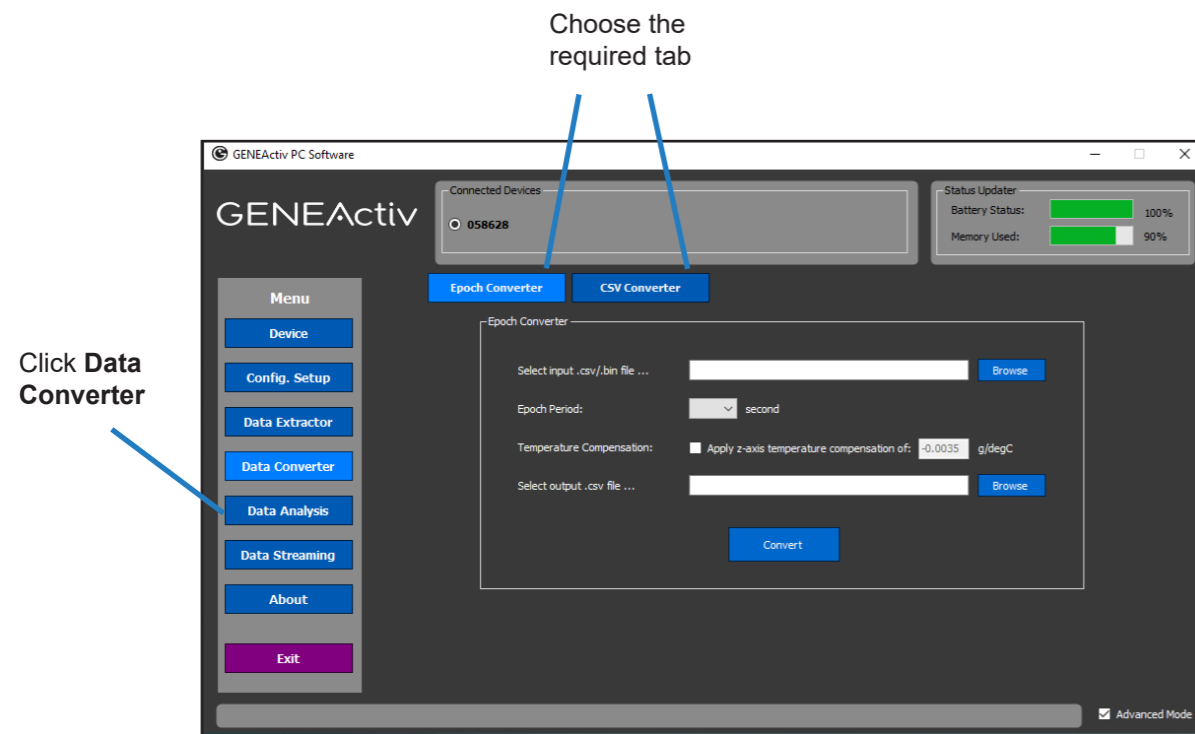 Choose the
required tab
GENEActiv PC Software
GENEActiv
Connected Devices
058628
Status Updater
Battery Status:
100%
Memory Used:
90%
Menu
Device
Config. Setup
Data Extractor
Data Converter
Data Analysis
Data Streaming
About
Exit
Click Data
Converter
Epoch Converter
CSV Converter
Epoch Converter
Select input .csv/.bin file ...
Browse
Epoch Period:
second
Temperature Compensation:
Apply z-axis temperature compensation of:
-0.0035
g/degC
Select output .csv file ...
Browse
Convert
Advanced Mode